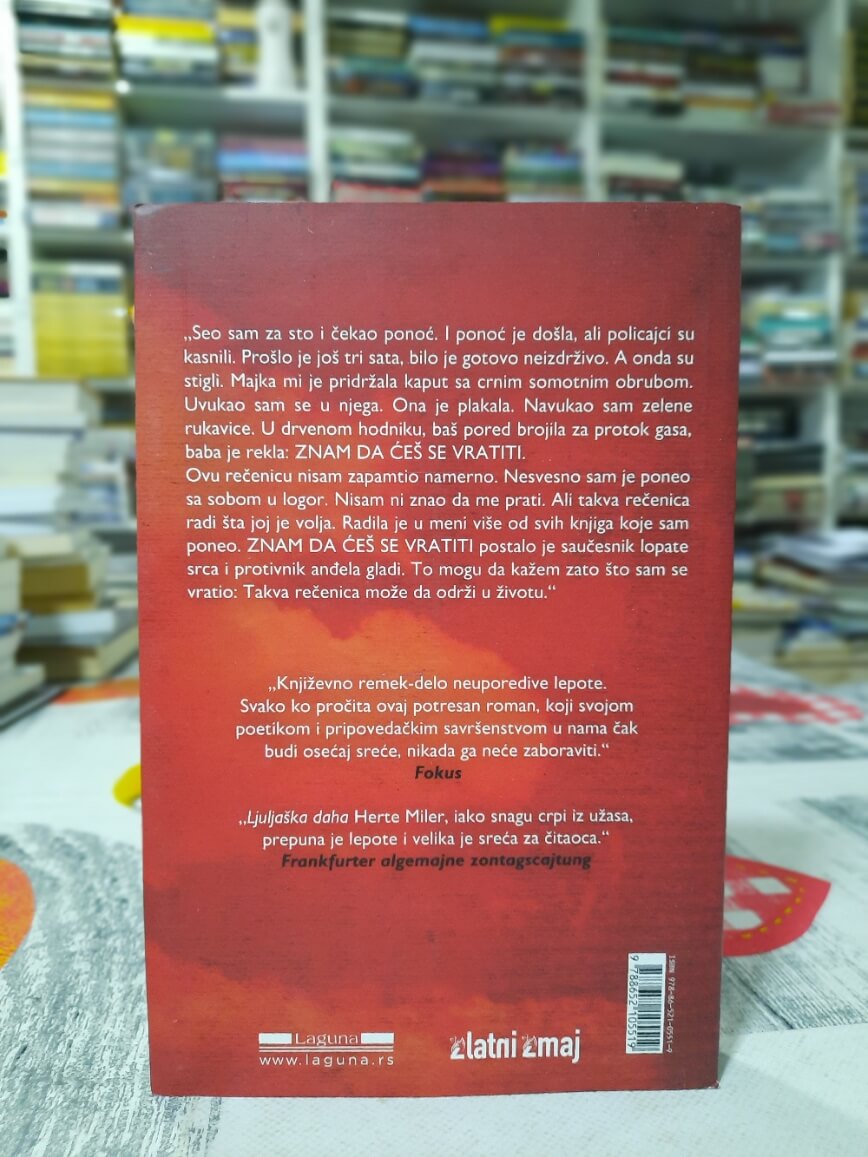 „Seo sam za sto i čekao ponoć. I ponoć je došla, ali policajci su
kasnili. Prošlo je još tri sata, bilo je gotovo neizdrživo. A onda su
stigli. Majka mi je pridržala kaput sa crnim somotnim obrubom.
Uvukao sam se u njega. Ona je plakala. Navukao sam zelene
rukavice. U drvenom hodniku, baš pored brojila za protok gasa,
baba je rekla: ZNAM DA ĆEŠ SE VRATITI.
Ovu rečenicu nisam zapamtio namerno. Nesvesno sam je poneo
sa sobom u logor. Nisam ni znao da me prati. Ali takva rečenica
radi šta joj je volja. Radila je u meni više od svih knjiga koje sam
poneo. ZNAM DA ĆEŠ SE VRATITI postalo je saučesnik lopate
srca i protivnik anđela gladi. To mogu da kažem zato što sam se
vratio: Takva rečenica može da održi u životu.“
„Književno remek-delo neuporedive lepote.
Svako ko pročita ovaj potresan roman, koji svojom
poetikom i pripovedačkim savršenstvom u nama čak
budi osećaj sreće, nikada ga neće zaboraviti.“
Fokus
„Ljuljaška daha Herte Miler, iako snagu crpi iz užasa,
prepuna je lepote i velika je sreća za čitaoca.“
Frankfurter algemajne zontagscajtung
Laguna
www.laguna.rs
zlatni zmaj
ISBN 978-86-521-0551-9
9 788652 105519